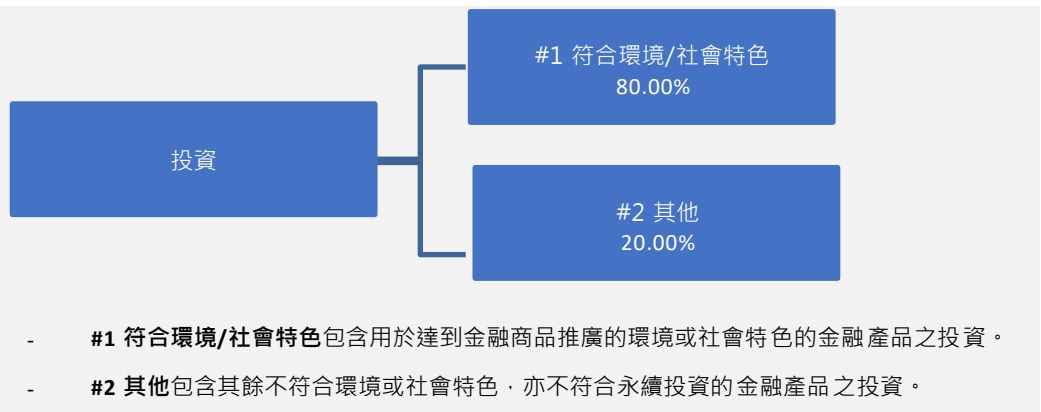 #1 符合環境/社會特色
80.00%
投資
#2 其他
20.00%
- #1 符合環境/社會特色包含用於達到金融商品推廣的環境或社會特色的金融產品之投資。
- #2 其他包含其餘不符合環境或社會特色，亦不符合永續投資的金融產品之投資。